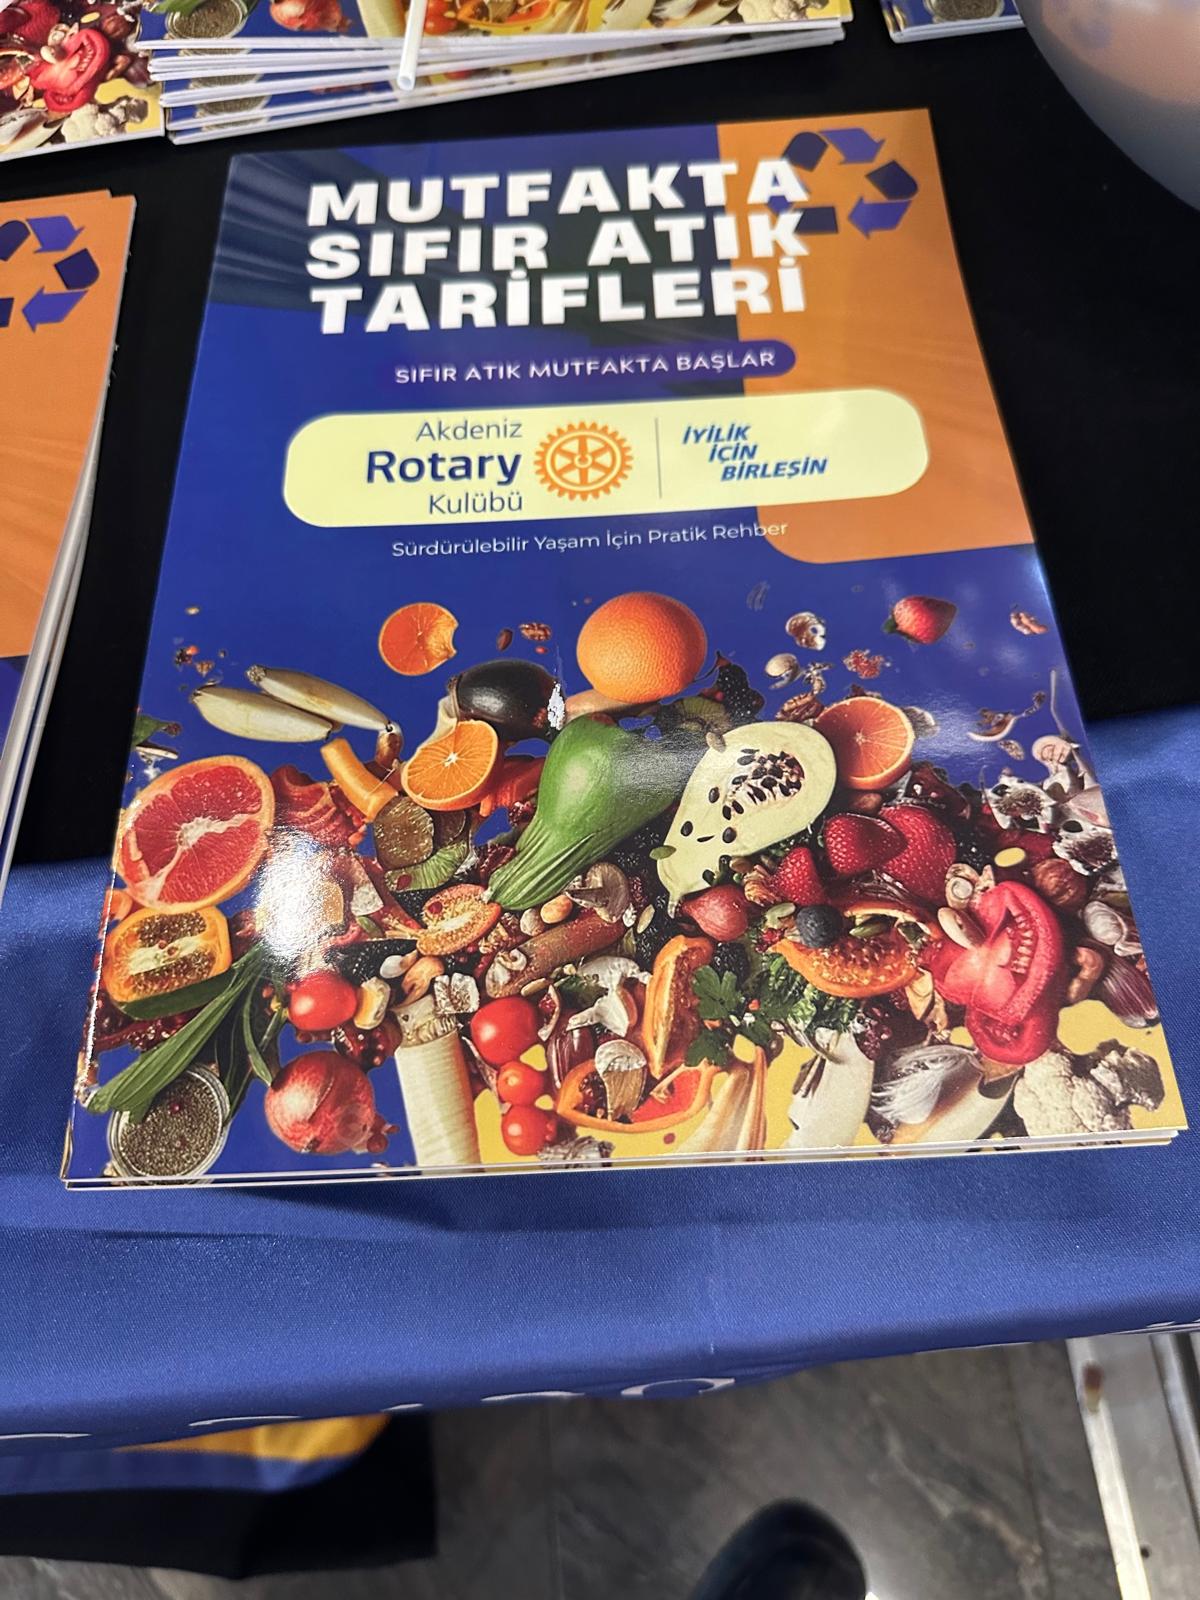 MUTFAKTA
SIFIR ATIK
TARİFLERİ
SIFIR ATIK MUTFAKTA BAŞLAR
Akdeniz
Rotary
Kulübü
İYİLİK
İÇİN
BİRLEŞİN
Sürdürülebilir Yaşam İçin Pratik Rehber